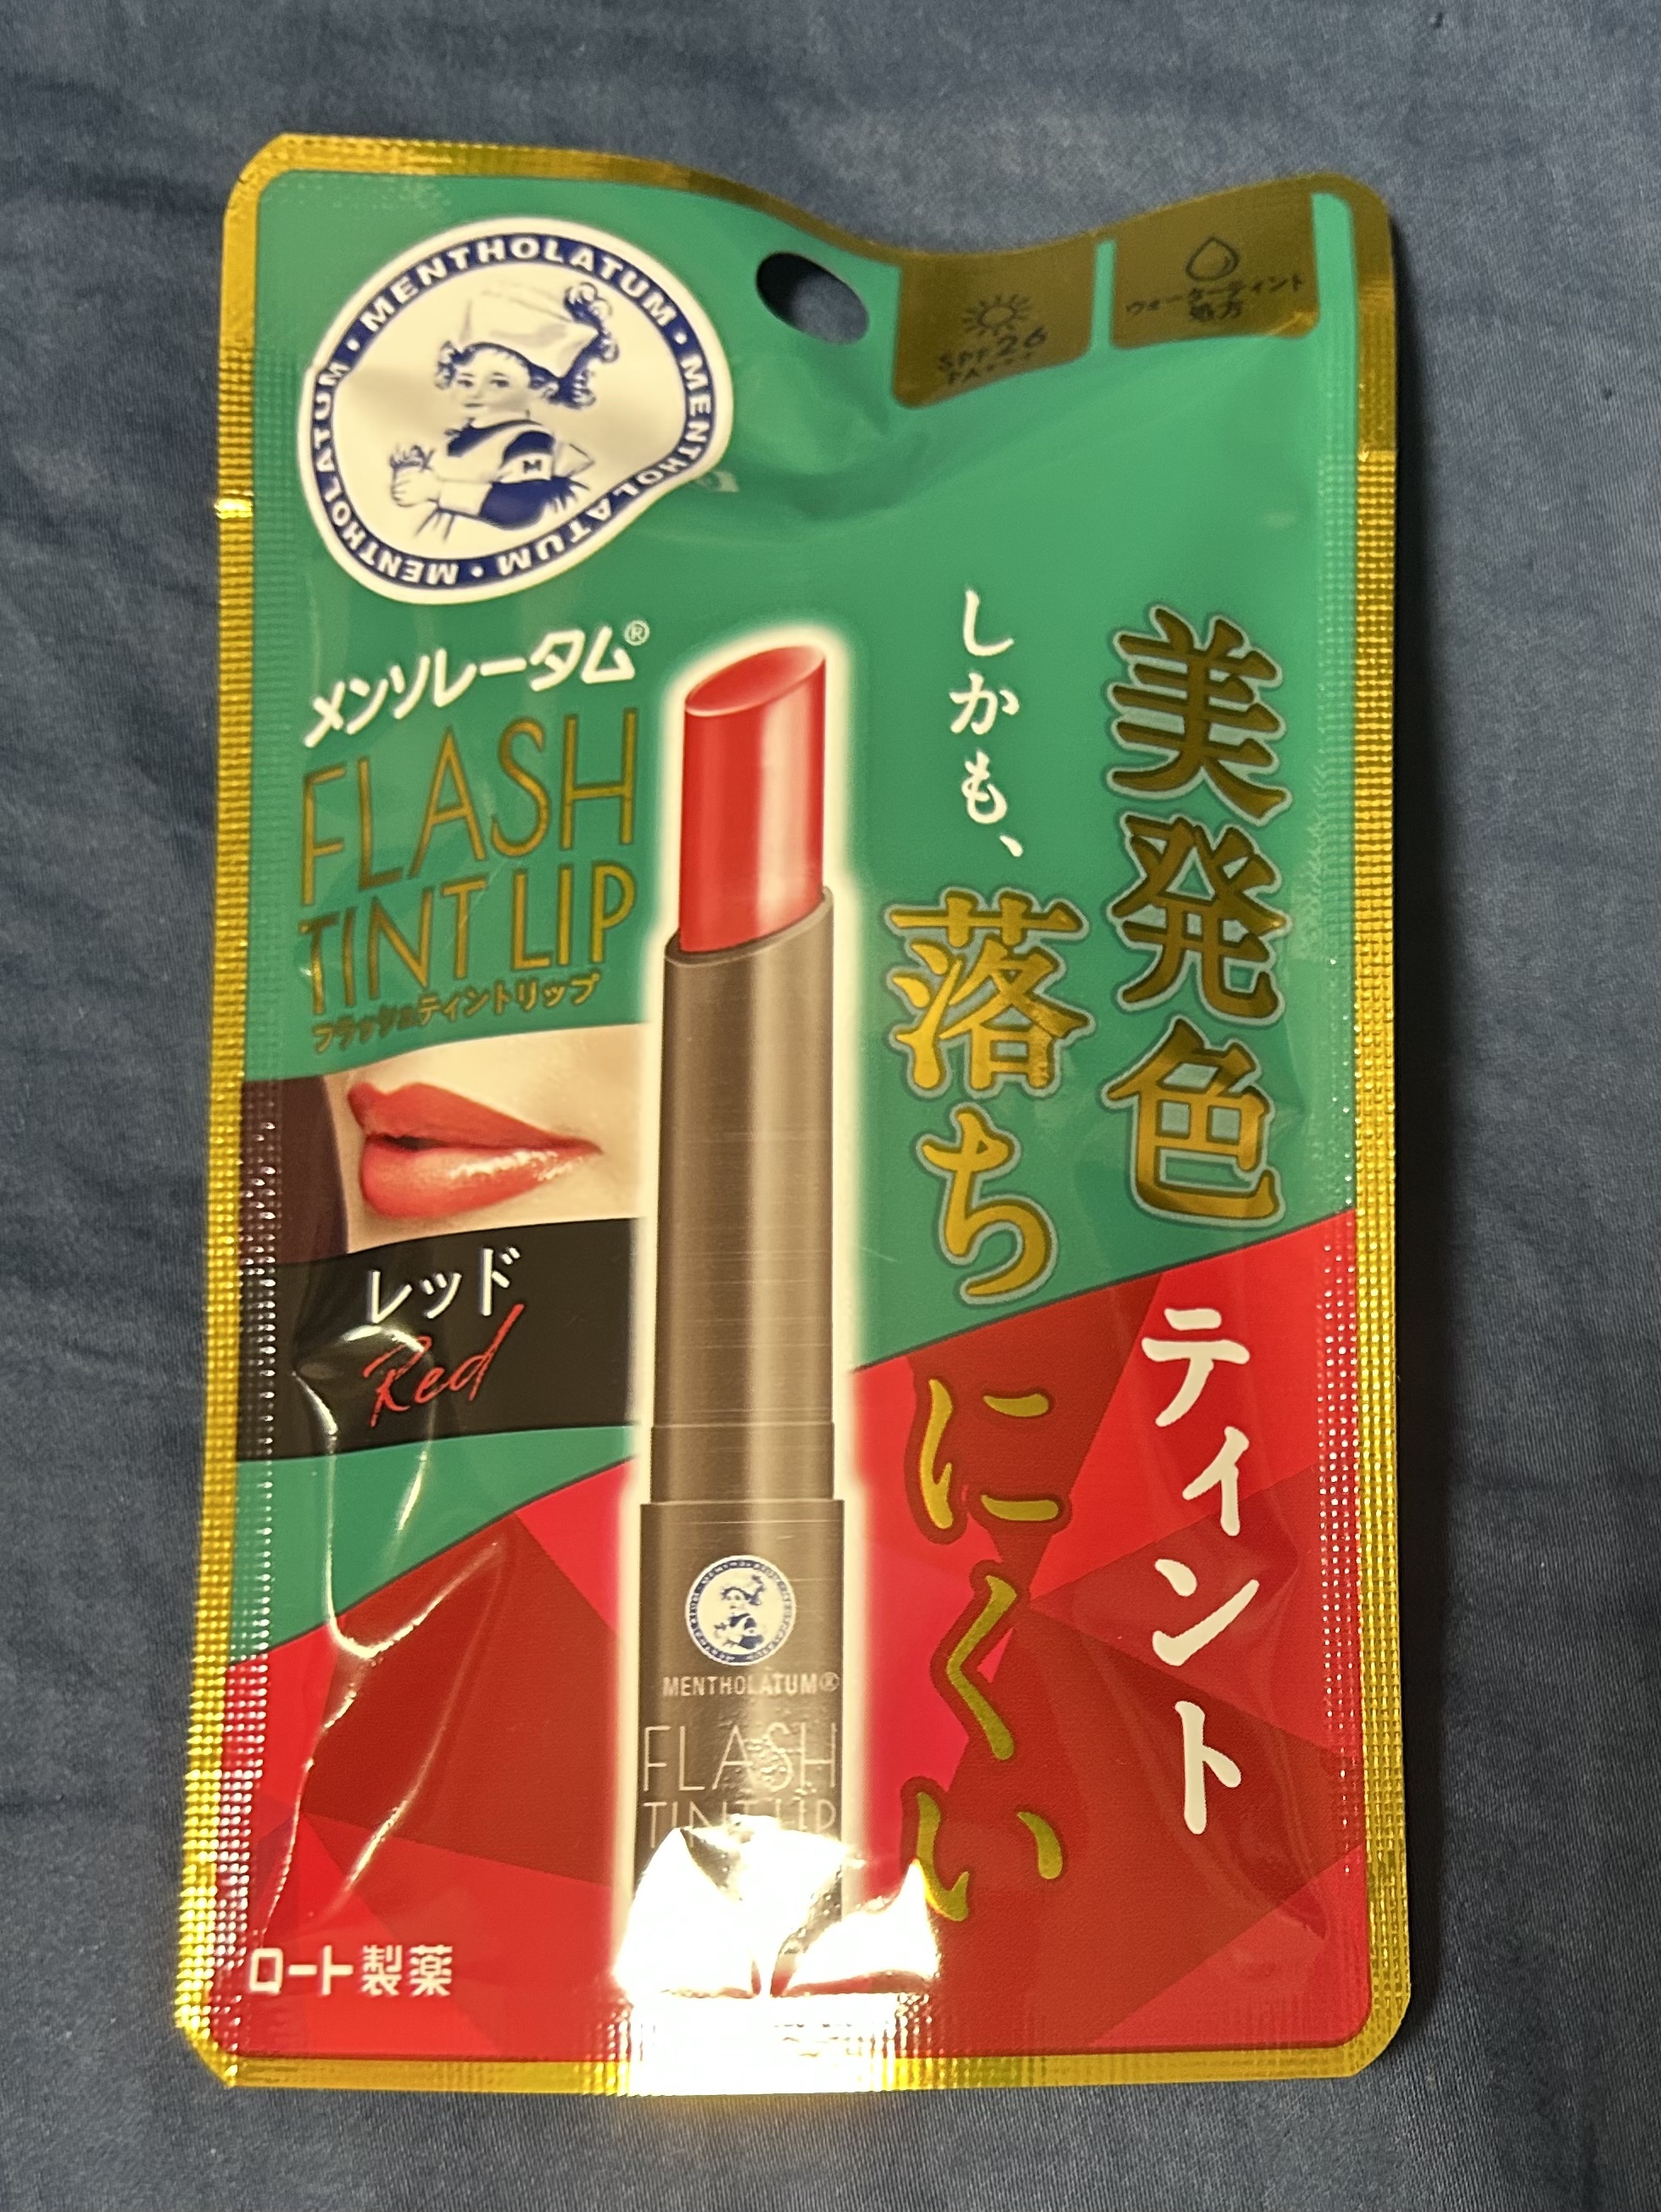 MENTHOLATUM • MENTHOLATUM • MENTHOLATUM • MENTHOLATUM •
M
SPF26
PA+++
ウォーターティント
処方
メンソレータム®
FLASH
TINT LIP
フラッシュティントリップ
美発色ティント
しかも、落ちにくい
レッド
Red
MENTHOLATUM®
FLASH
TINT LIP
ロート製薬